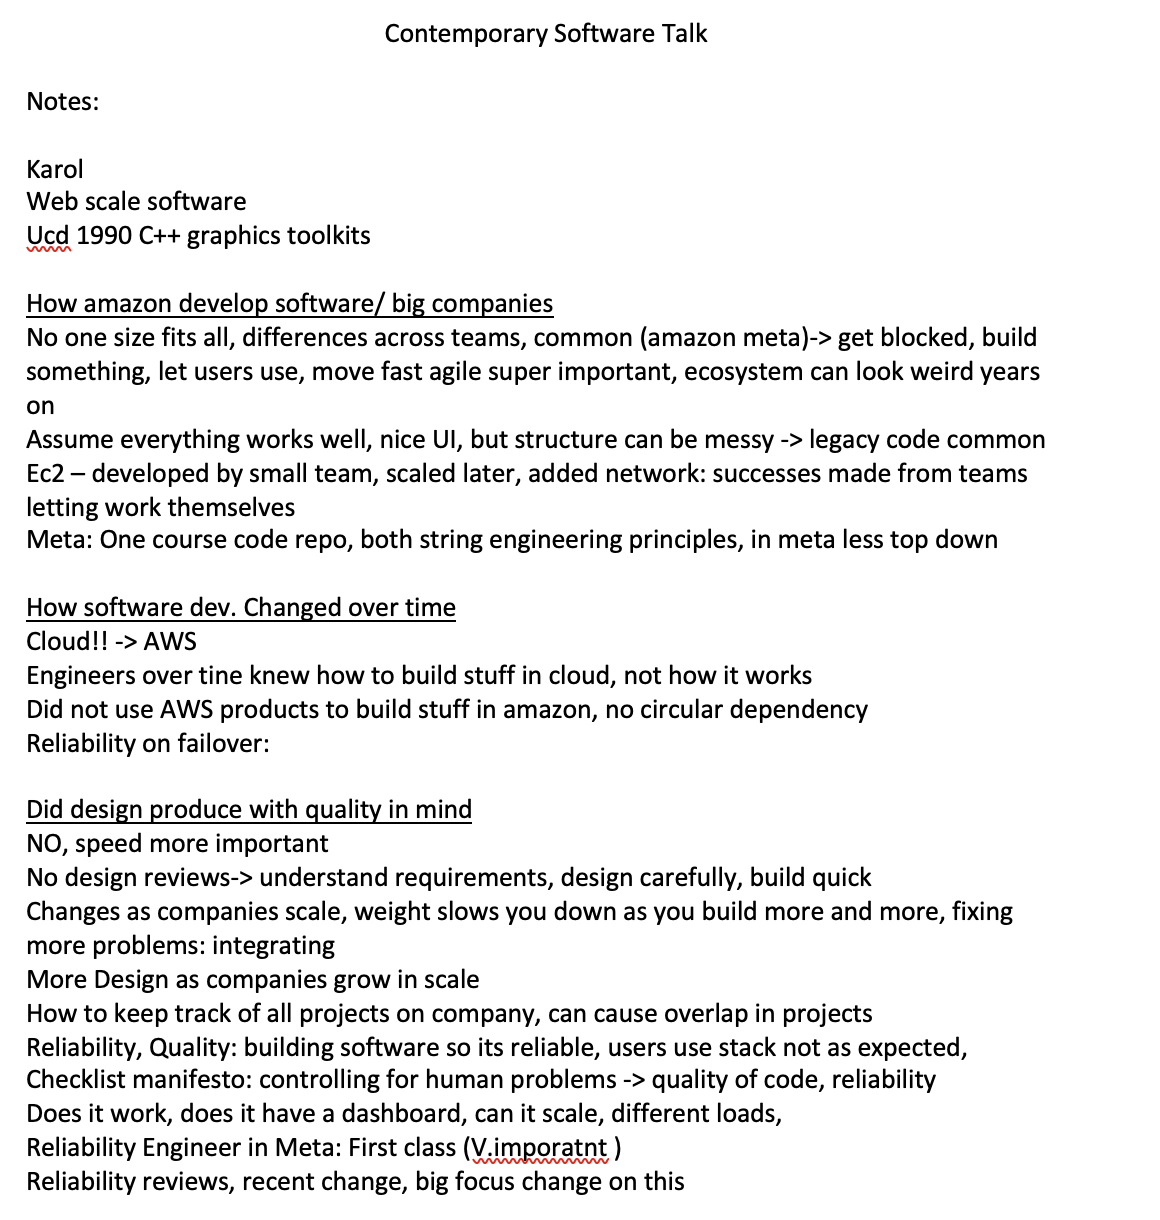 Contemporary Software Talk
Notes:
Karol
Web scale software
Ucd 1990 C++ graphics toolkits
How amazon develop software/ big companies
No one size fits all, differences across teams, common (amazon meta)-> get blocked, build
something, let users use, move fast agile super important, ecosystem can look weird years
on
Assume everything works well, nice UI, but structure can be messy -> legacy code common
Ec2 – developed by small team, scaled later, added network: successes made from teams
letting work themselves
Meta: One course code repo, both string engineering principles, in meta less top down
How software dev. Changed over time
Cloud!! -> AWS
Engineers over tine knew how to build stuff in cloud, not how it works
Did not use AWS products to build stuff in amazon, no circular dependency
Reliability on failover:
Did design produce with quality in mind
NO, speed more important
No design reviews-> understand requirements, design carefully, build quick
Changes as companies scale, weight slows you down as you build more and more, fixing
more problems: integrating
More Design as companies grow in scale
How to keep track of all projects on company, can cause overlap in projects
Reliability, Quality: building software so its reliable, users use stack not as expected,
Checklist manifesto: controlling for human problems -> quality of code, reliability
Does it work, does it have a dashboard, can it scale, different loads,
Reliability Engineer in Meta: First class (V.imporatnt )
Reliability reviews, recent change, big focus change on this